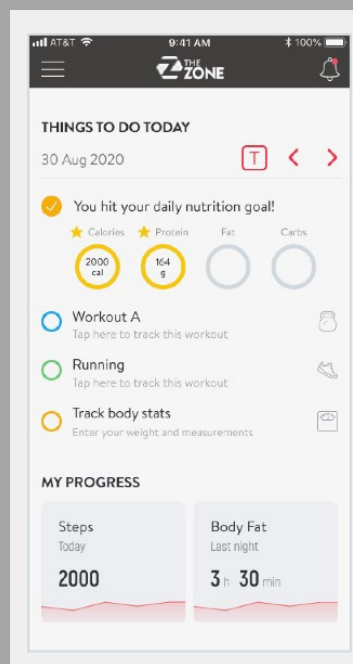 AT&T
9:41 AM
100%
THE
ZONE
THINGS TO DO TODAY
30 Aug 2020
T
You hit your daily nutrition goal!
Calories Protein Fat Carbs
2000
cal
164
g
Workout A
Tap here to track this workout
Running
Tap here to track this workout
Track body stats
Enter your weight and measurements
MY PROGRESS
Steps
Today
2000
Body Fat
Last night
3 h 30 min